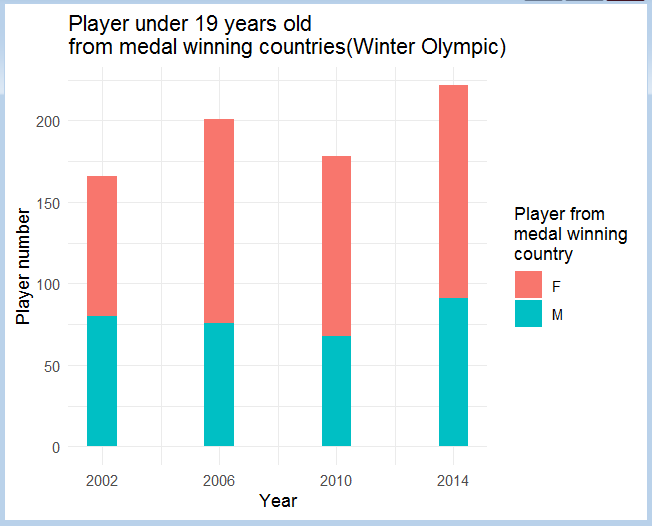 Player under 19 years old
from medal winning countries(Winter Olympic)
Player number
200
150
100
50
0
2002 2006 2010 2014
Year
Player from
medal winning
country
F
M